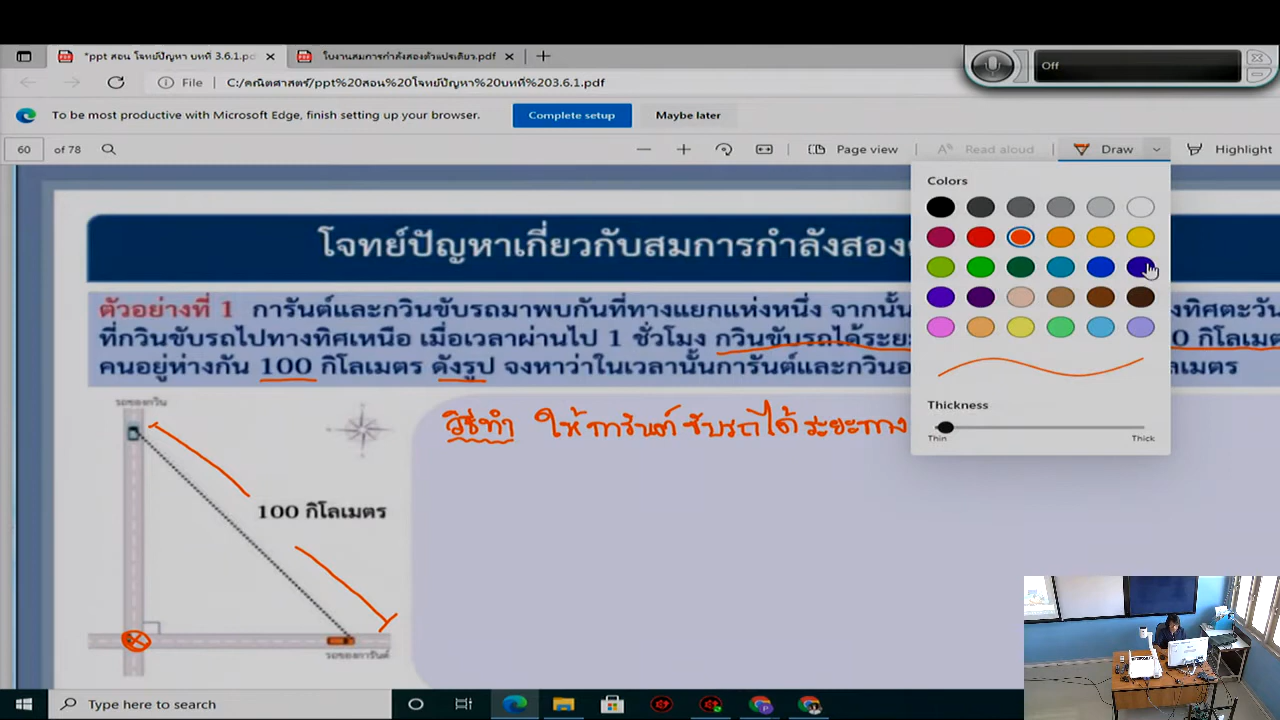 *ppt สอน โจทย์ปัญหา บทที่ 3.6.1.pd
ใบงานสมการกำลังสองตัวแปรเดียว.pdf
Off
File
C:/คณิตศาสตร์/ppt%20สอน%20โจทย์ปัญหา%20บทที่%203.6.1.pdf
To be most productive with Microsoft Edge, finish setting up your browser.
Complete setup
Maybe later
60
of 78
Page view
Read aloud
Draw
Highlight
Colors
โจทย์ปัญหาเกี่ยวกับสมการกำลังสอง
ตัวอย่างที่ 1 การันต์และกวินขับรถมาพบกันที่ทางแยกแห่งหนึ่ง จากนั้น
งทิศตะวัน
ที่กวินขับรถไปทางทิศเหนือ เมื่อเวลาผ่านไป 1 ชั่วโมง กวินขับรถได้ระยะ
0 กิโลเมต
คนอยู่ห่างกัน 100 กิโลเมตร ดังรูป จงหาว่าในเวลานั้นการันต์และกวินอ
ลเมตร
รถของกวิน
Thickness
Thin
Thick
วิธีทำ ให้การันต์ ขับรถได้ ระยะทาง
100 กิโลเมตร
รถของการันต์
Type here to search